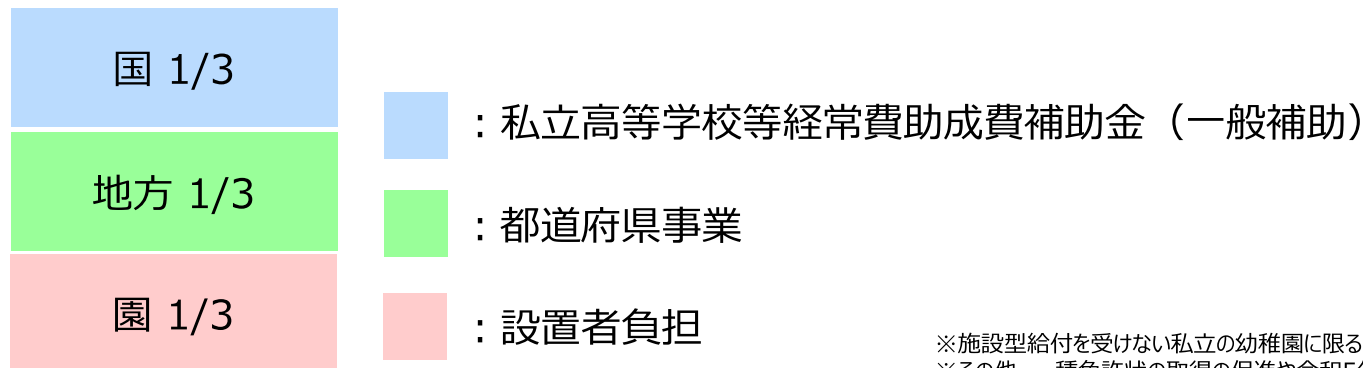 国 1/3
：私立高等学校等経常費助成費補助金（一般補助）
地方 1/3
：都道府県事業
園 1/3
：設置者負担
※施設型給付を受けない私立の幼稚園に限る